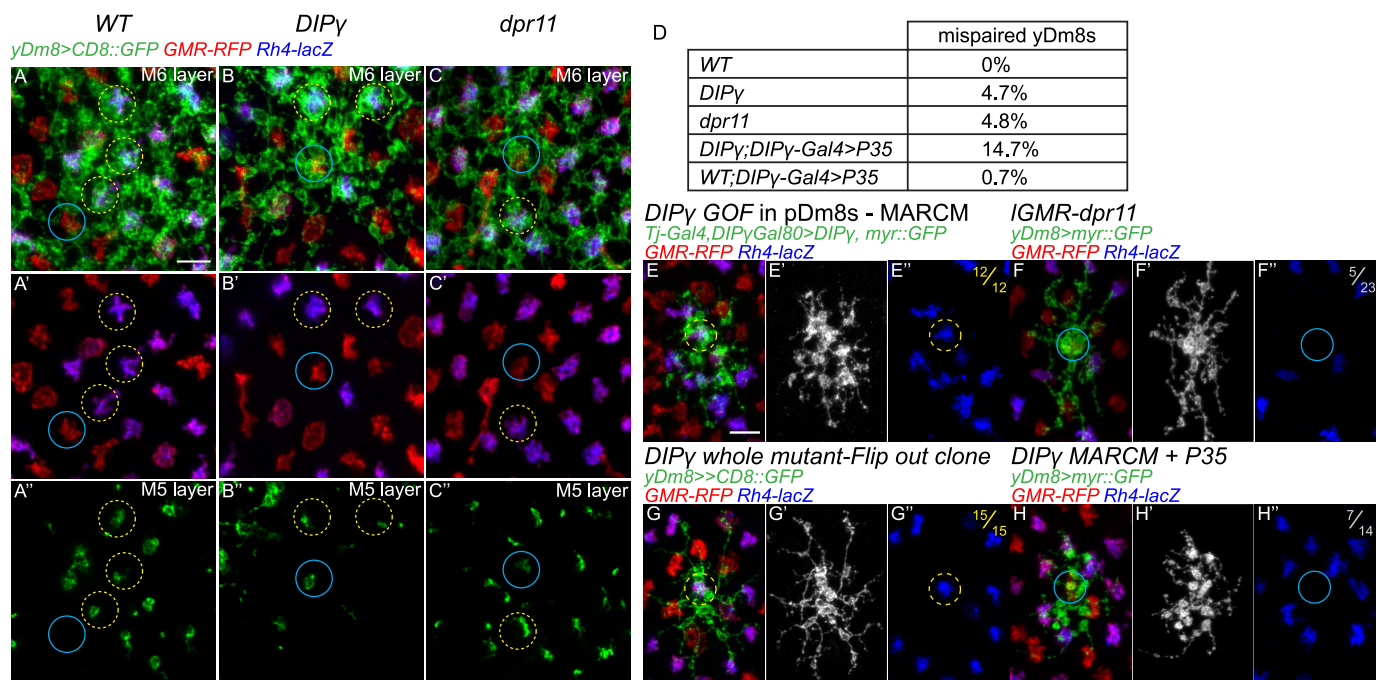 WT DIPγ dpr11
yDm8>CD8::GFP GMR-RFP Rh4-lacZ
A M6 layer B M6 layer C M6 layer
A' B' C'
A'' M5 layer B'' M5 layer C'' M5 layer
D
mispaired yDm8s
WT 0%
DIPγ 4.7%
dpr11 4.8%
DIPγ;DIPγ-Gal4>P35 14.7%
WT;DIPγ-Gal4>P35 0.7%
DIPγ GOF in pDm8s - MARCM
Tj-Gal4,DIPγGal80>DIPγ, myr::GFP
GMR-RFP Rh4-lacZ
E E' E'' 12/12
lGMR-dpr11
yDm8>myr::GFP
GMR-RFP Rh4-lacZ
F F' F'' 5/23
DIPγ whole mutant-Flip out clone
yDm8>>CD8::GFP
GMR-RFP Rh4-lacZ
G G' G'' 15/15
DIPγ MARCM + P35
yDm8>myr::GFP
GMR-RFP Rh4-lacZ
H H' H'' 7/14